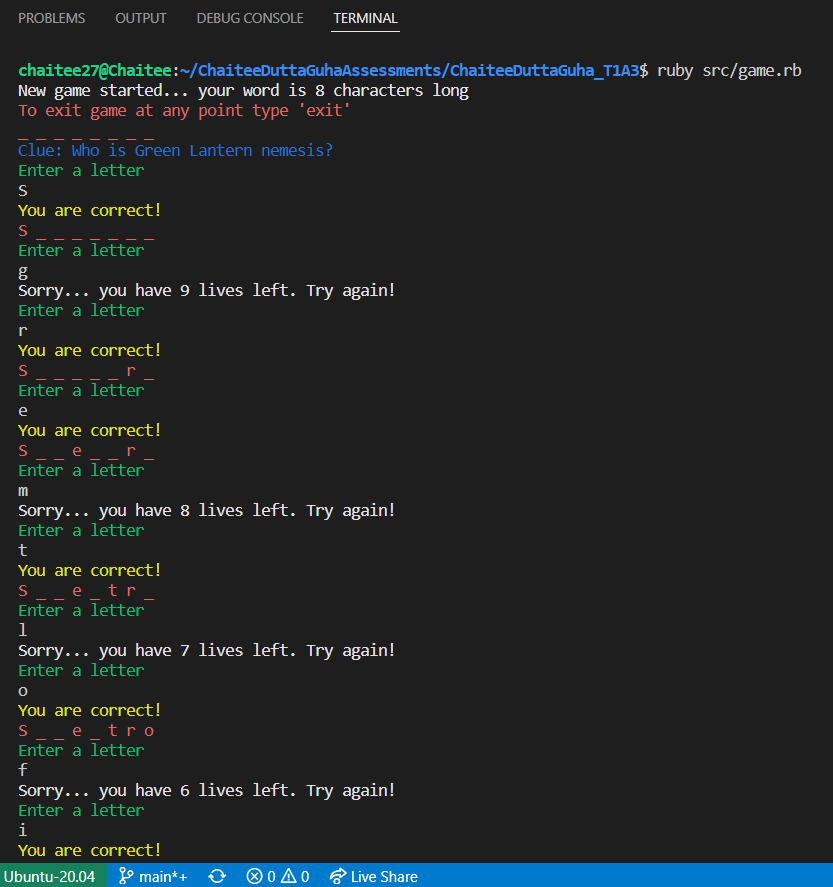 PROBLEMS OUTPUT DEBUG CONSOLE TERMINAL
chaitee27@Chaitee:~/ChaiteeDuttaGuhaAssessments/ChaiteeDuttaGuha_T1A3$ ruby src/game.rb
New game started... your word is 8 characters long
To exit game at any point type 'exit'
_ _ _ _ _ _ _ _
Clue: Who is Green Lantern nemesis?
Enter a letter
S
You are correct!
S _ _ _ _ _ _ _
Enter a letter
g
Sorry... you have 9 lives left. Try again!
Enter a letter
r
You are correct!
S _ _ _ _ _ r _
Enter a letter
e
You are correct!
S _ _ e _ _ r _
Enter a letter
m
Sorry... you have 8 lives left. Try again!
Enter a letter
t
You are correct!
S _ _ e _ t r _
Enter a letter
l
Sorry... you have 7 lives left. Try again!
Enter a letter
o
You are correct!
S _ _ e _ t r o
Enter a letter
f
Sorry... you have 6 lives left. Try again!
Enter a letter
i
You are correct!
Ubuntu-20.04 main*+ 0 0 Live Share